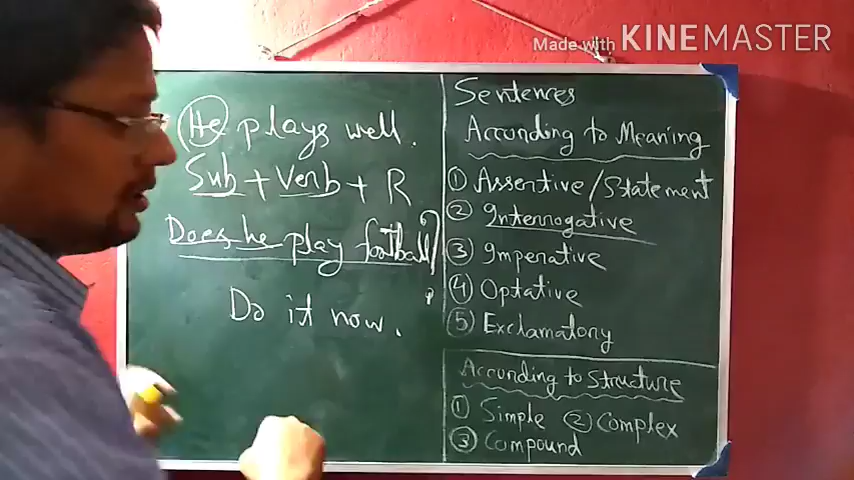 Made with KINEMASTER
He plays well.
Sub + Verb + R
Does he play football?
Do it now.
Sentences
According to Meaning
① Assertive/Statement
② Interrogative
③ Imperative
④ Optative
⑤ Exclamatory
According to Structure
① Simple ② Complex
③ Compound